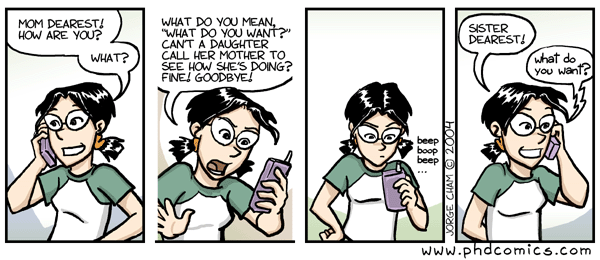 MOM DEAREST!
HOW ARE YOU?
WHAT?
WHAT DO YOU MEAN,
"WHAT DO YOU WANT?"
CAN'T A DAUGHTER
CALL HER MOTHER TO
SEE HOW SHE'S DOING?
FINE! GOODBYE!
beep
boop
beep
...
JORGE CHAM © 2004
SISTER
DEAREST!
what do
you want?
www.phdcomics.com